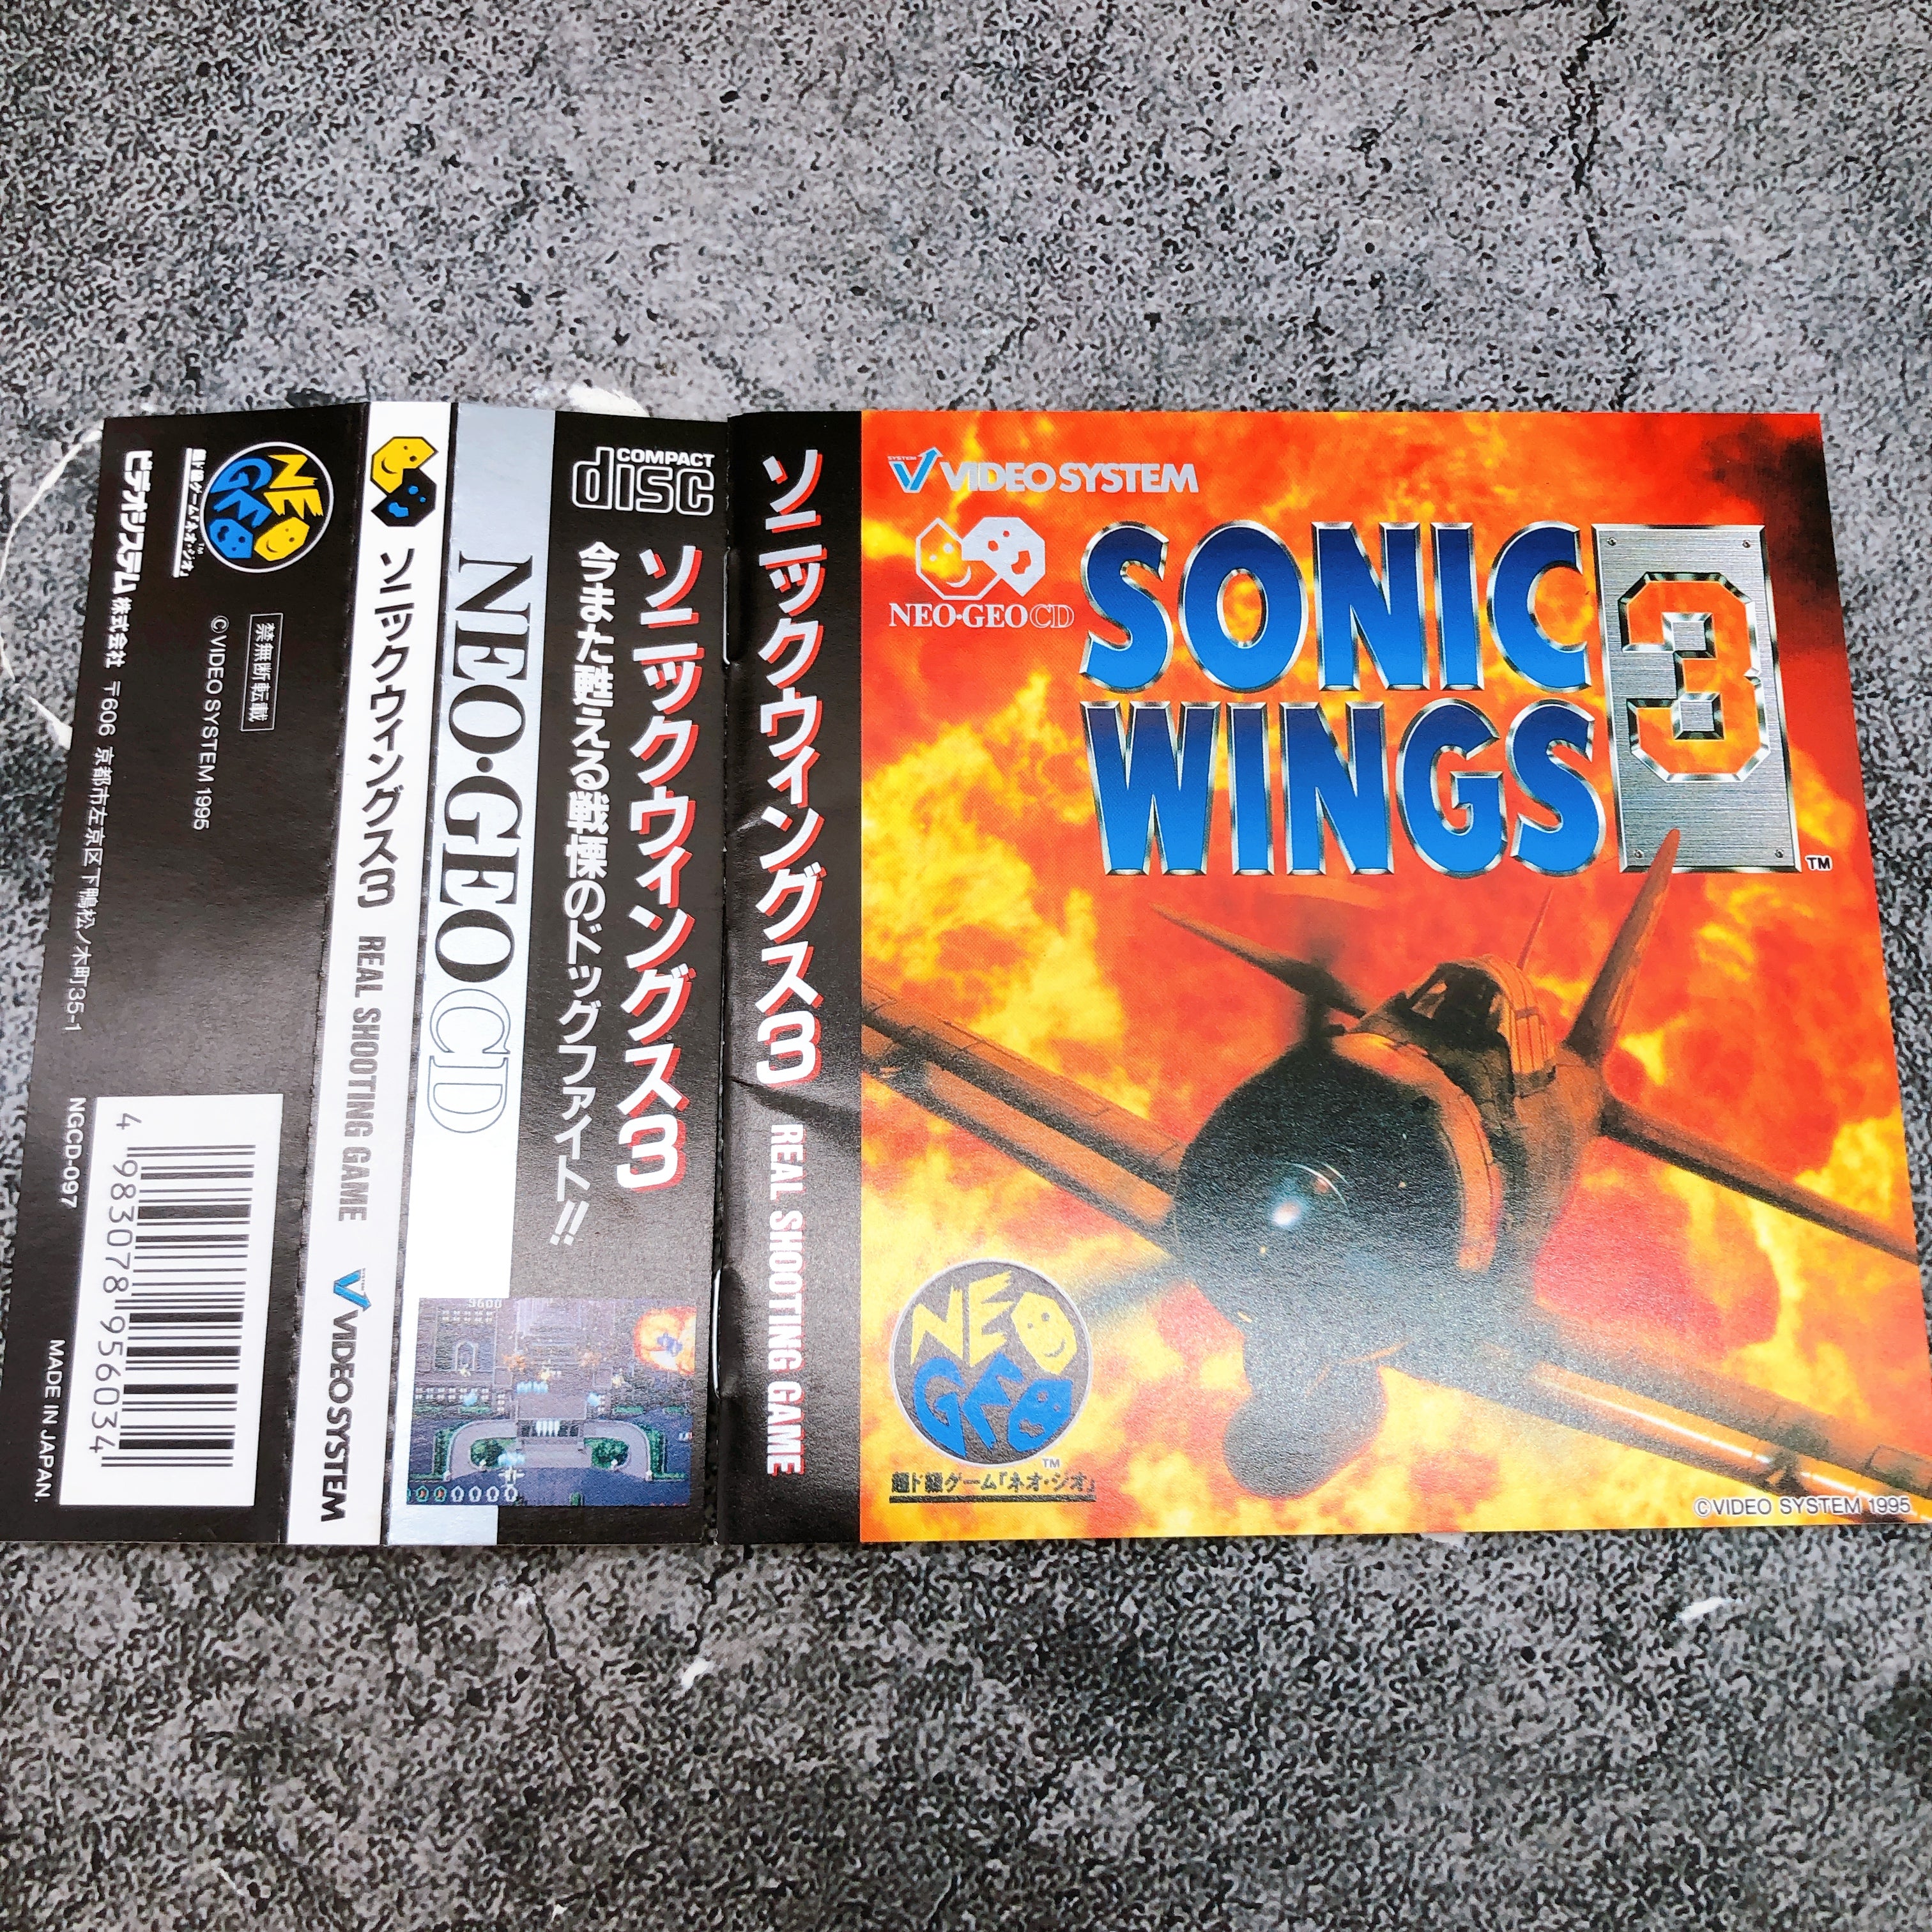 ビデオシステム株式会社 〒606 京都市左京区下鴨松ノ木町35-1
NGCD-097
MADE IN JAPAN.
NEO GEO
TM
超ド級ゲーム「ネオ・ジオ」
禁無断転載
©VIDEO SYSTEM 1995
4 983078 956034
ソニックウィングス3 REAL SHOOTING GAME
SYSTEM
VIDEO SYSTEM
NEO·GEO CD
COMPACT
disc
ソニックウィングス3
今また甦える戦慄のドッグファイト!!
9600
ソニックウィングス3 REAL SHOOTING GAME
SYSTEM
VIDEO SYSTEM
NEO·GEO CD
SONIC
WINGS
3
TM
NEO
GEO
TM
超ド級ゲーム「ネオ・ジオ」
©VIDEO SYSTEM 1995